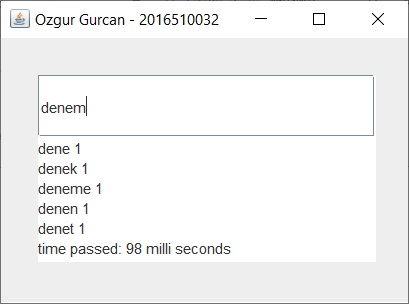 Ozgur Gurcan - 2016510032
denem
dene 1
denek 1
deneme 1
denen 1
denet 1
time passed: 98 milli seconds